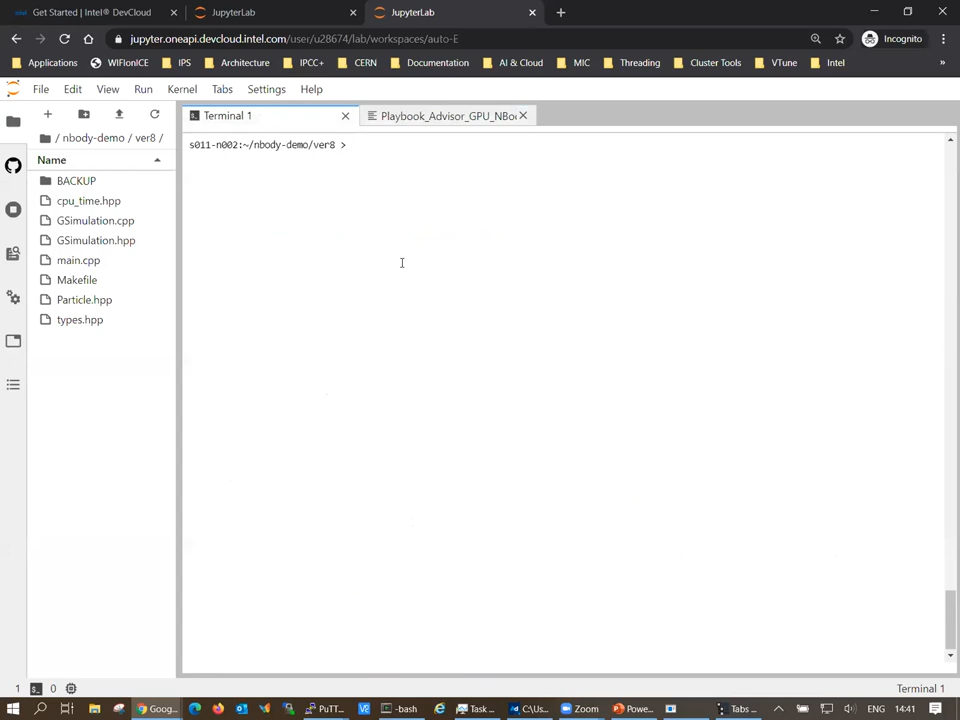 Get Started | Intel® DevCloud
JupyterLab
JupyterLab
jupyter.oneapi.devcloud.intel.com/user/u28674/lab/workspaces/auto-E
Incognito
Applications
WIFIonICE
IPS
Architecture
IPCC+
CERN
Documentation
AI & Cloud
MIC
Threading
Cluster Tools
VTune
Intel
File
Edit
View
Run
Kernel
Tabs
Settings
Help
Terminal 1
Playbook_Advisor_GPU_NBo
/ nbody-demo / ver8 /
s011-n002:~/nbody-demo/ver8 >
Name
BACKUP
cpu_time.hpp
GSimulation.cpp
GSimulation.hpp
main.cpp
Makefile
Particle.hpp
types.hpp
1
0
Terminal 1
Goog...
PuTT...
-bash
Task ...
C:\Us...
Zoom
Powe...
Tabs ...
ENG
14:41